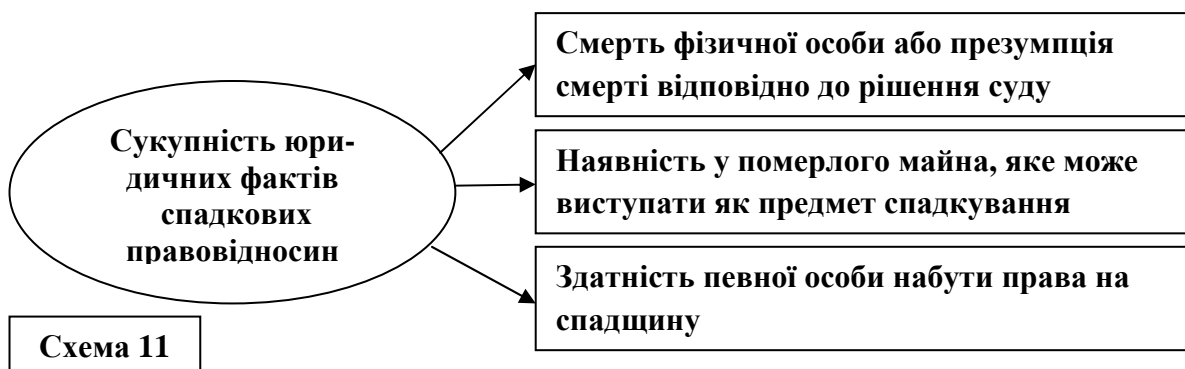 Сукупність юри-
дичних фактів
спадкових
правовідносин
Смерть фізичної особи або презумпція
смерті відповідно до рішення суду
Наявність у померлого майна, яке може
виступати як предмет спадкування
Здатність певної особи набути права на
спадщину
Схема 11